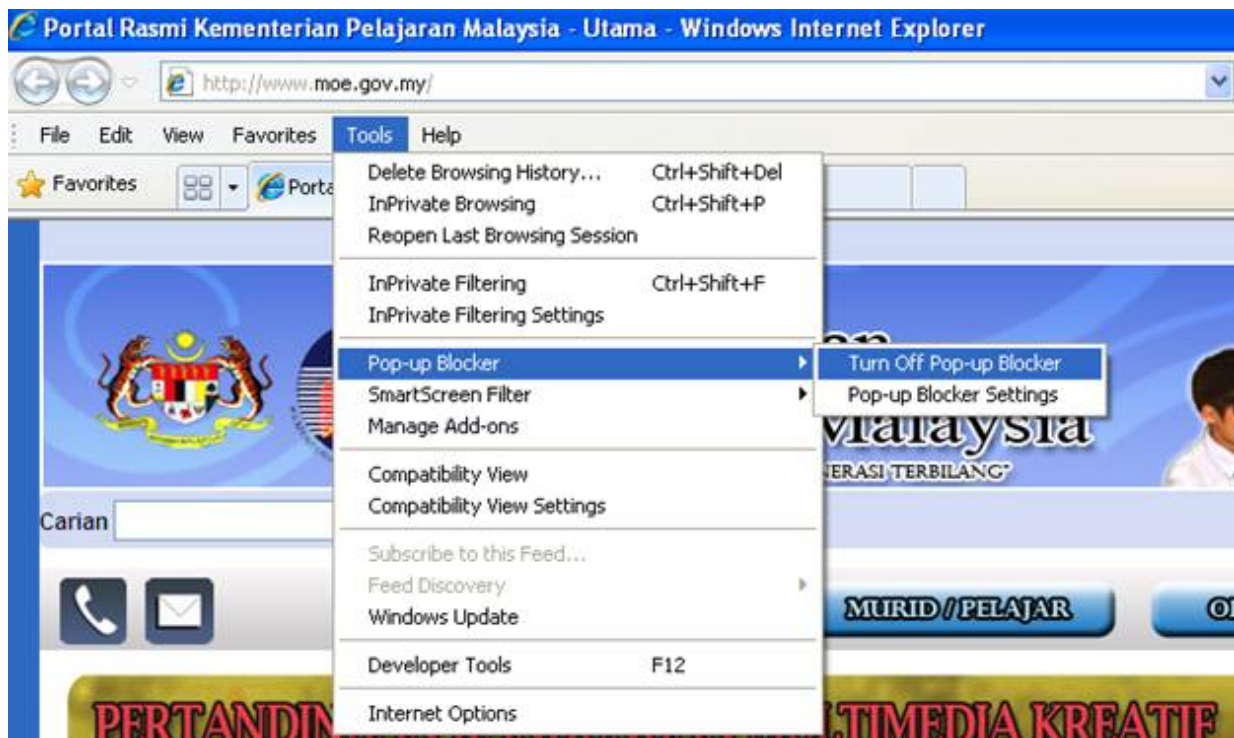 Portal Rasmi Kementerian Pelajaran Malaysia - Utama - Windows Internet Explorer
http://www.moe.gov.my/
File Edit View Favorites Tools Help
Favorites Porta
Delete Browsing History... Ctrl+Shift+Del
InPrivate Browsing Ctrl+Shift+P
Reopen Last Browsing Session
InPrivate Filtering Ctrl+Shift+F
InPrivate Filtering Settings
Pop-up Blocker
Turn Off Pop-up Blocker
SmartScreen Filter
Pop-up Blocker Settings
Manage Add-ons
Malaysia
ERASI TERBILANG"
Compatibility View
Compatibility View Settings
Carian
Subscribe to this Feed...
Feed Discovery
Windows Update
MURID / PELAJAR
Developer Tools F12
Internet Options
PERTANDIN LTIMEDIA KREATIF